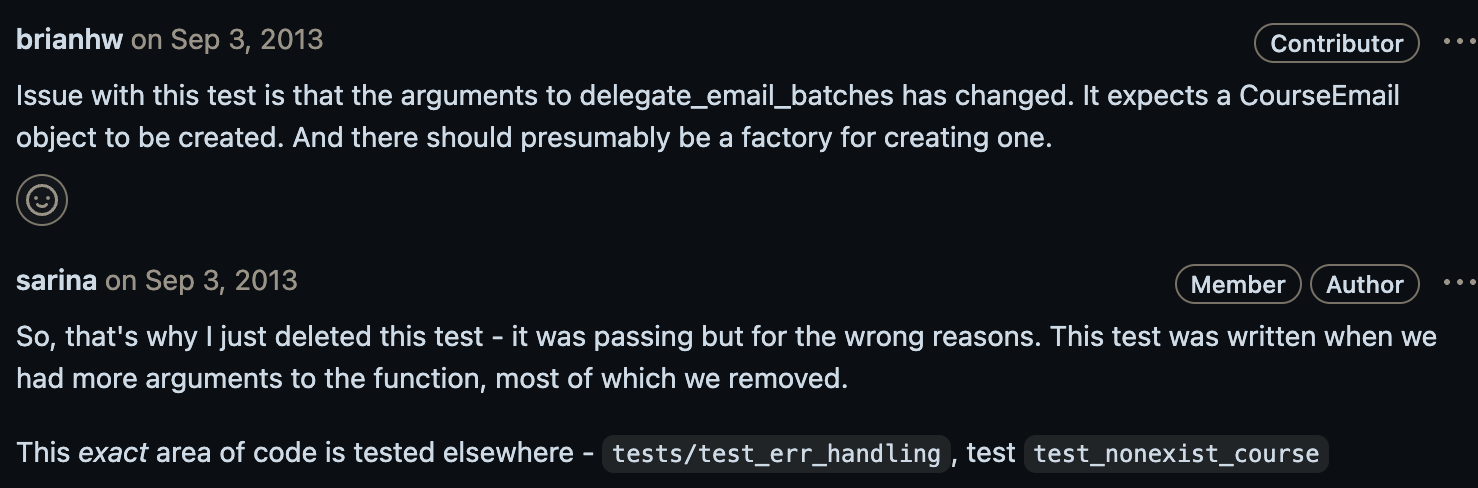 brianhw on Sep 3, 2013
Contributor
Issue with this test is that the arguments to delegate_email_batches has changed. It expects a CourseEmail
object to be created. And there should presumably be a factory for creating one.
sarina on Sep 3, 2013
Member Author
So, that's why I just deleted this test - it was passing but for the wrong reasons. This test was written when we
had more arguments to the function, most of which we removed.
This exact area of code is tested elsewhere - tests/test_err_handling, test test_nonexist_course